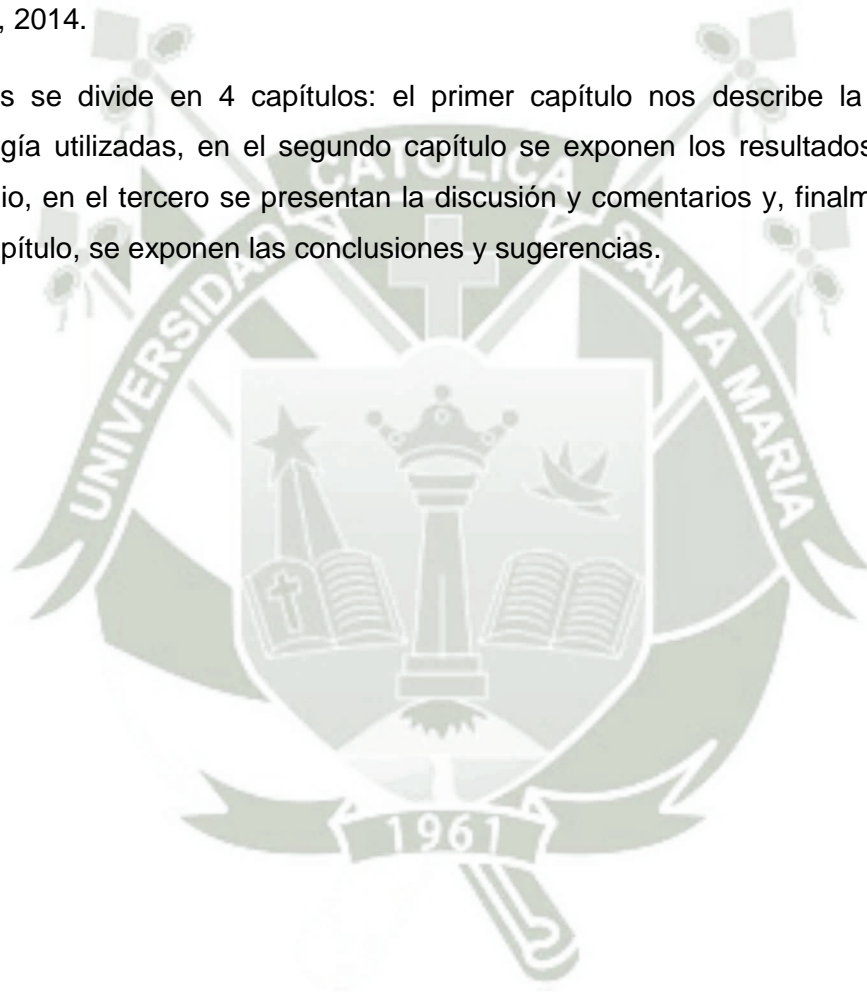 , 2014.
s se divide en 4 capítulos: el primer capítulo nos describe la
gía utilizadas, en el segundo capítulo se exponen los resultados
io, en el tercero se presentan la discusión y comentarios y, finalm
pítulo, se exponen las conclusiones y sugerencias.
UNIVERSIDAD CATOLICA SANTA MARIA
1961